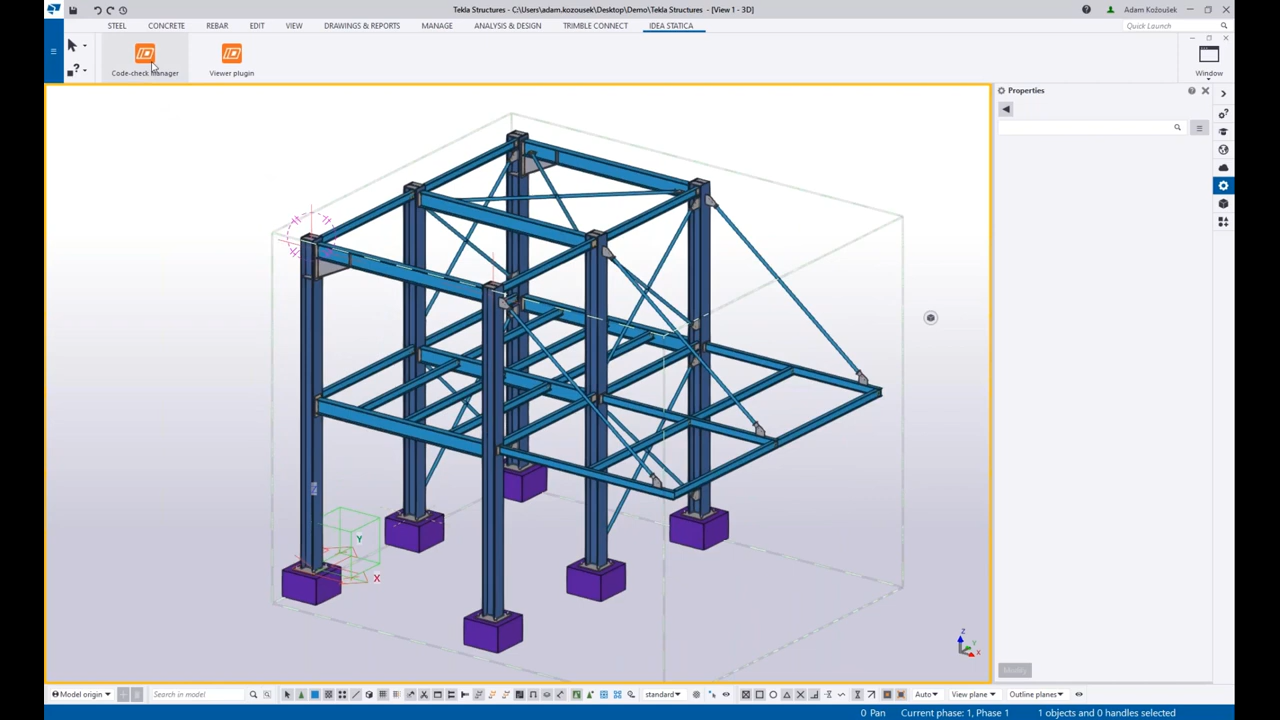 Tekla Structures - C:\Users\adam.kozousek\Desktop\Demo\Tekla Structures - [View 1 - 3D]
Adam Kozoušek
STEEL CONCRETE REBAR EDIT VIEW DRAWINGS & REPORTS MANAGE ANALYSIS & DESIGN TRIMBLE CONNECT IDEA STATICA Quick Launch
Code-check manager Viewer plugin Window
Properties
Y
X
Z
Y
X
Modify
Model origin Search in model standard Auto View plane Outline planes
0 Pan Current phase: 1, Phase 1 1 objects and 0 handles selected